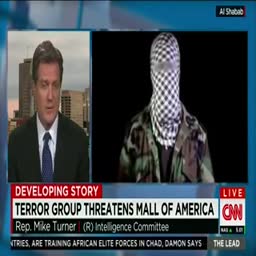 Al Shabab
DEVELOPING STORY
LIVE
TERROR GROUP THREATENS MALL OF AMERICA
CNN
Rep. Mike Turner (R) Intelligence Committee
NTRIES, ARE TRAINING AFRICAN ELITE FORCES IN CHAD, DAMON SAYS
THE LEAD